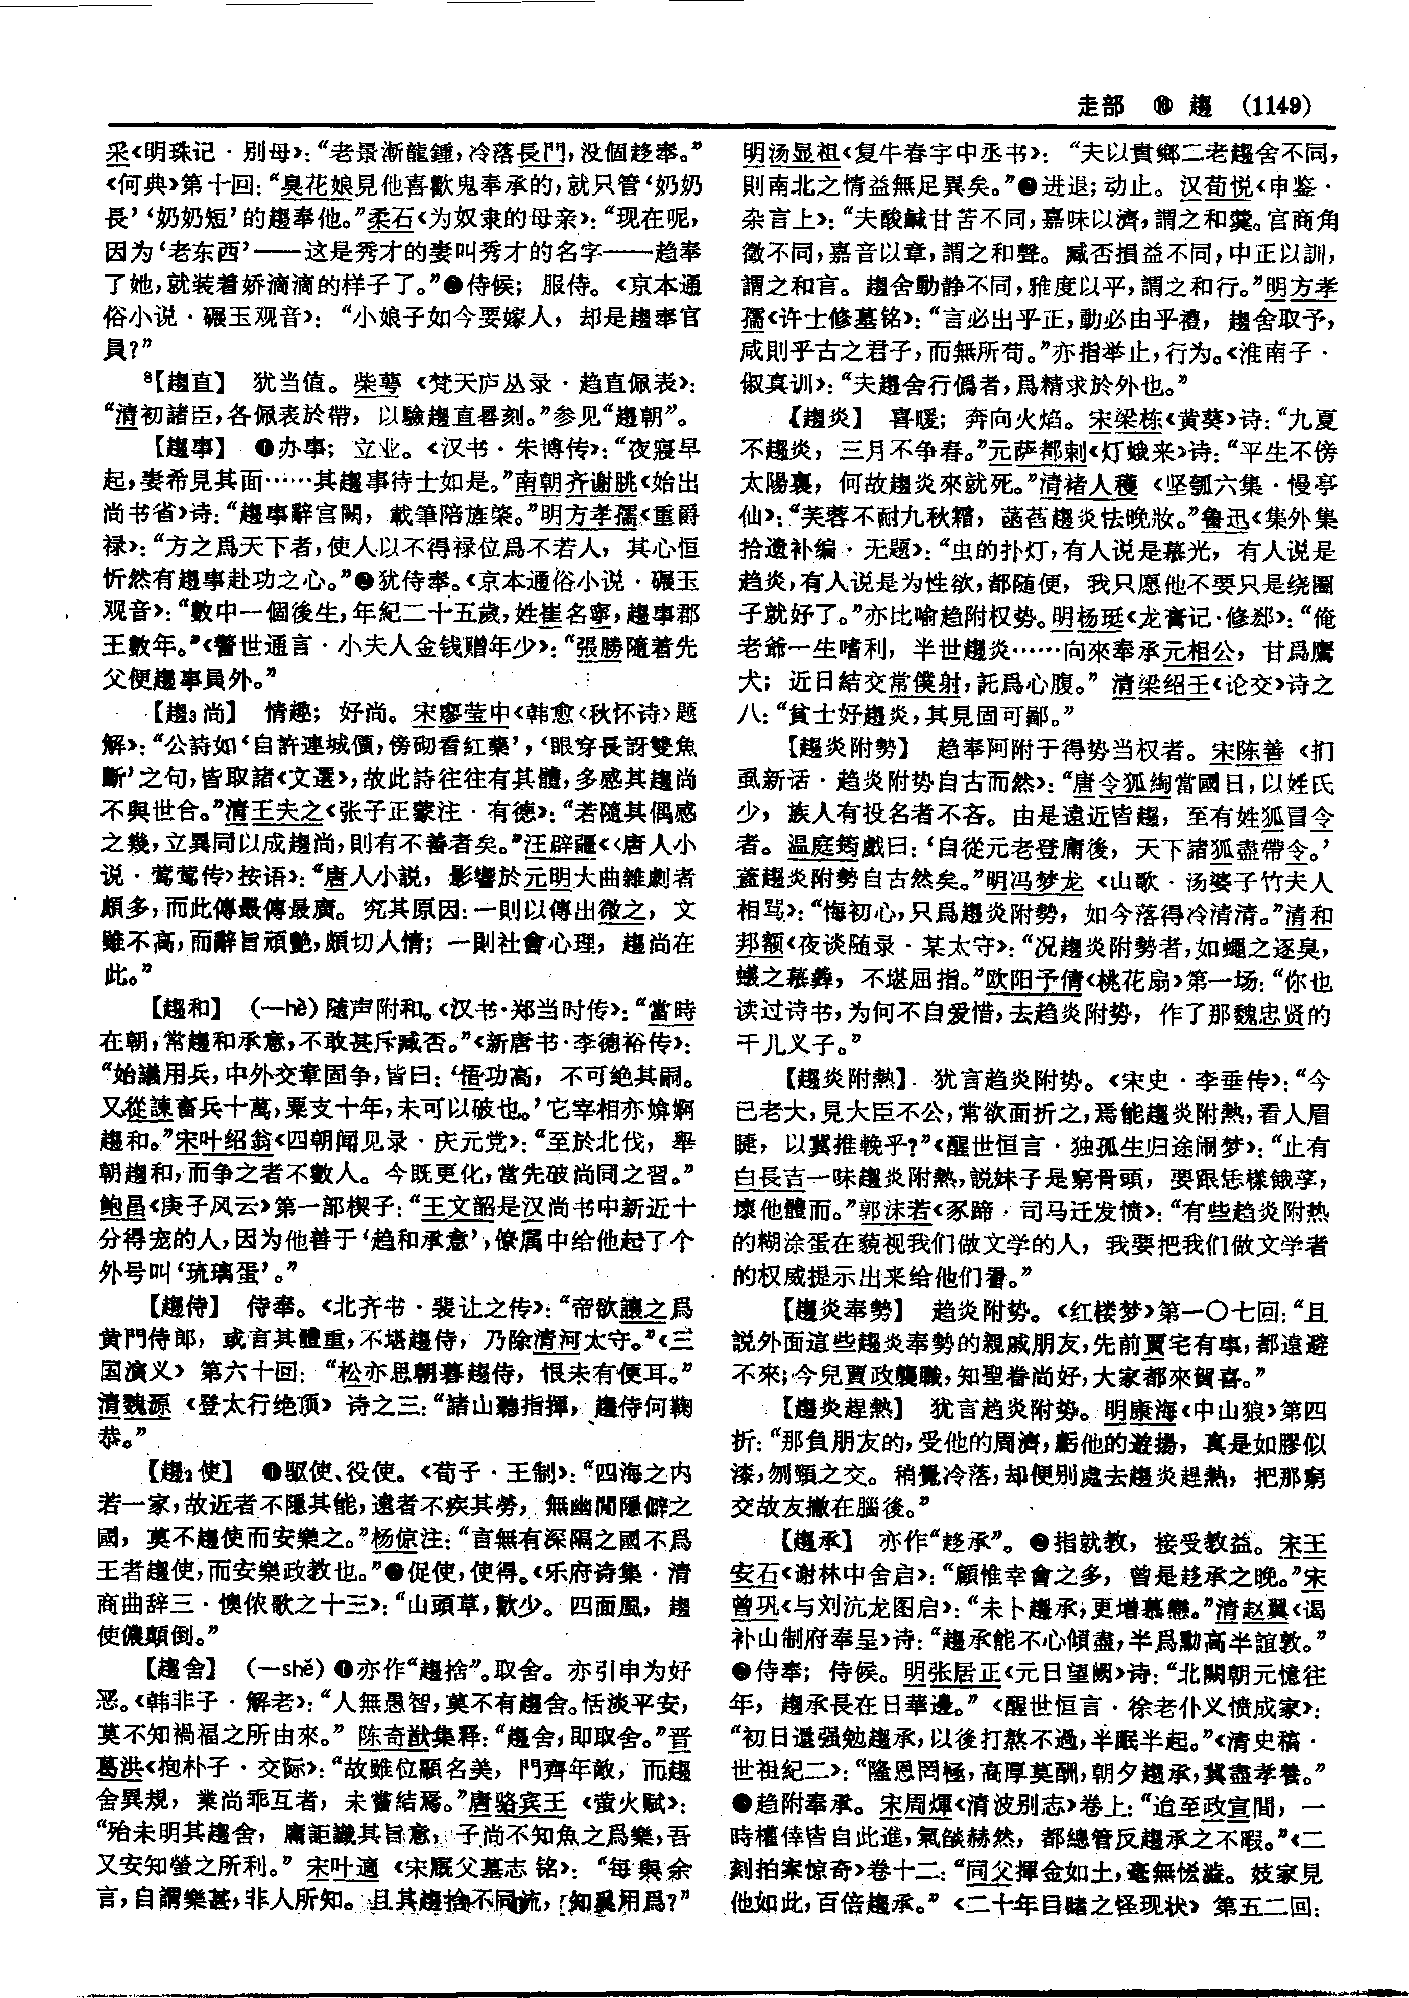 走部 ⑩ 趨 (1149)
采《明珠记·别母》：“老景漸龍鍾，冷落長門，没個趍奉。”
《何典》第十回：“臭花娘見他喜歡鬼奉承的，就只管‘奶奶
長’‘奶奶短’的趨奉他。”柔石《为奴隶的母亲》：“现在呢，
因为‘老东西’——这是秀才的妻叫秀才的名字——趋奉
了她，就装着娇滴滴的样子了。”❸侍候；服侍。《京本通
俗小说·碾玉观音》：“小娘子如今要嫁人，却是趨奉官
員？”
⁸【趨直】 犹当值。柴萼《梵天庐丛录·趋直佩表》：
“清初諸臣，各佩表於帶，以驗趨直晷刻。”参见“趨朝”。
【趨事】 ❶办事；立业。《汉书·朱博传》：“夜寢早
起，妻希見其面……其趨事待士如是。”南朝齐谢朓《始出
尚书省》诗：“趨事辭宫闕，載筆陪旌棨。”明方孝孺《重爵
禄》：“方之爲天下者，使人以不得禄位爲不若人，其心恒
忻然有趨事赴功之心。”❷犹侍奉。《京本通俗小说·碾玉
观音》：“數中一個後生，年紀二十五歲，姓崔名寧，趨事郡
王數年。”《警世通言·小夫人金钱赠年少》：“張勝隨着先
父便趨事員外。”
【趨₃尚】 情趣；好尚。宋廖莹中《韩愈〈秋怀诗〉题
解》：“公詩如‘自許連城價，傍砌看紅藥’，‘眼穿長訝雙魚
斷’之句，皆取諸《文選》，故此詩往往有其體，多感其趨尚
不與世合。”清王夫之《张子正蒙注·有德》：“若隨其偶感
之幾，立異同以成趨尚，則有不善者矣。”汪辟疆《〈唐人小
说·莺莺传〉按语》：“唐人小説，影響於元明大曲雜劇者
頗多，而此傳最傳最廣。究其原因：一則以傳出微之，文
雖不高，而辭旨頑艷，頗切人情；一則社會心理，趨尚在
此。”
【趨和】 （—hè）随声附和。《汉书·郑当时传》：“當時
在朝，常趨和承意，不敢甚斥臧否。”《新唐书·李德裕传》：
“始議用兵，中外交章固争，皆曰：‘悟功高，不可絶其嗣。
又從諫畜兵十萬，粟支十年，未可以破也。’它宰相亦媕婀
趨和。”宋叶绍翁《四朝闻见录·庆元党》：“至於北伐，舉
朝趨和，而争之者不數人。今既更化，當先破尚同之習。”
鲍昌《庚子风云》第一部楔子：“王文韶是汉尚书中新近十
分得宠的人，因为他善于‘趋和承意’，僚属中给他起了个
外号叫‘琉璃蛋’。”
【趨侍】 侍奉。《北齐书·裴让之传》：“帝欲讓之爲
黄門侍郎，或言其體重，不堪趨侍，乃除清河太守。”《三
国演义》第六十回：“松亦思朝暮趨侍，恨未有便耳。”
清魏源《登太行绝顶》诗之三：“諸山聽指揮，趨侍何鞠
恭。”
【趨₂使】 ❶驱使、役使。《荀子·王制》：“四海之内
若一家，故近者不隱其能，遠者不疾其勞，無幽閒隱僻之
國，莫不趨使而安樂之。”杨倞注：“言無有深隔之國不爲
王者趨使，而安樂政教也。”❷促使，使得。《乐府诗集·清
商曲辞三·懊侬歌之十三》：“山頭草，歡少。四面風，趨
使儂顛倒。”
【趨舍】 （—shě）❶亦作“趨捨”。取舍。亦引申为好
恶。《韩非子·解老》：“人無愚智，莫不有趨舍。恬淡平安，
莫不知禍福之所由來。”陈奇猷集释：“趨舍，即取舍。”晋
葛洪《抱朴子·交际》：“故雖位顯名美，門齊年敵，而趨
舍異規，業尚乖互者，未嘗結焉。”唐骆宾王《萤火赋》：
“殆未明其趨舍，庸詎識其旨意，子尚不知魚之爲樂，吾
又安知螢之所利。”宋叶適《宋厩父墓志铭》：“每與余
言，自謂樂甚，非人所知。且其趨捨不同流，知奚用爲？”
明汤显祖《复牛春宇中丞书》：“夫以貴鄉二老趨舍不同，
則南北之情益無足異矣。”❷进退；动止。汉荀悦《申鉴·
杂言上》：“夫酸鹹甘苦不同，嘉味以濟，謂之和羹。宫商角
徵不同，嘉音以章，謂之和聲。臧否損益不同，中正以訓，
謂之和言。趨舍動静不同，雅度以平，謂之和行。”明方孝
孺《许士修墓铭》：“言必出乎正，動必由乎禮，趨舍取予，
咸則乎古之君子，而無所苟。”亦指举止，行为。《淮南子·
俶真训》：“夫趨舍行僞者，爲精求於外也。”
【趨炎】 喜暖；奔向火焰。宋梁栋《黄葵》诗：“九夏
不趨炎，三月不争春。”元萨都剌《灯蛾来》诗：“平生不傍
太陽裏，何故趨炎來就死。”清褚人穫《坚瓠六集·慢亭
仙》：“芙蓉不耐九秋霜，菡萏趨炎怯晚妝。”鲁迅《集外集
拾遗补编·无题》：“虫的扑灯，有人说是慕光，有人说是
趋炎，有人说是为性欲，都随便，我只愿他不要只是绕圈
子就好了。”亦比喻趋附权势。明杨珽《龙膏记·修郄》：“俺
老爺一生嗜利，半世趨炎……向來奉承元相公，甘爲鷹
犬；近日結交常僕射，託爲心腹。”清梁绍壬《论交》诗之
八：“貧士好趨炎，其見固可鄙。”
【趨炎附勢】 趋奉阿附于得势当权者。宋陈善《扪
虱新话·趋炎附势自古而然》：“唐令狐綯當國日，以姓氏
少，族人有投名者不吝。由是遠近皆趨，至有姓狐冒令
者。温庭筠戲曰：‘自從元老登庸後，天下諸狐盡帶令。’
蓋趨炎附勢自古然矣。”明冯梦龙《山歌·汤婆子竹夫人
相骂》：“悔初心，只爲趨炎附勢，如今落得冷清清。”清和
邦额《夜谈随录·某太守》：“况趨炎附勢者，如蠅之逐臭，
蟻之慕羶，不堪屈指。”欧阳予倩《桃花扇》第一场：“你也
读过诗书，为何不自爱惜，去趋炎附势，作了那魏忠贤的
干儿义子。”
【趨炎附熱】 犹言趋炎附势。《宋史·李垂传》：“今
已老大，見大臣不公，常欲面折之，焉能趨炎附熱，看人眉
睫，以冀推輓乎？”《醒世恒言·独孤生归途闹梦》：“止有
白長吉一味趨炎附熱，説妹子是窮骨頭，要跟恁樣餓莩，
壞他體面。”郭沫若《豕蹄·司马迁发愤》：“有些趋炎附热
的糊涂蛋在藐视我们做文学的人，我要把我们做文学者
的权威提示出来给他们看。”
【趨炎奉勢】 趋炎附势。《红楼梦》第一〇七回：“且
説外面這些趨炎奉勢的親戚朋友，先前賈宅有事，都遠避
不來；今兒賈政襲職，知聖眷尚好，大家都來賀喜。”
【趨炎趕熱】 犹言趋炎附势。明康海《中山狼》第四
折：“那負朋友的，受他的周濟，虧他的遊揚，真是如膠似
漆，刎頸之交。稍覺冷落，却便别處去趨炎趕熱，把那窮
交故友撇在腦後。”
【趨承】 亦作“趍承”。❶指就教，接受教益。宋王
安石《谢林中舍启》：“顧惟幸會之多，曾是趍承之晚。”宋
曾巩《与刘沆龙图启》：“未卜趨承，更增慕戀。”清赵翼《谒
补山制府奉呈》诗：“趨承能不心傾盡，半爲勳高半誼敦。”
❷侍奉；侍候。明张居正《元日望阙》诗：“北闕朝元憶往
年，趨承長在日華邊。”《醒世恒言·徐老仆义愤成家》：
“初日還强勉趨承，以後打熬不過，半眠半起。”《清史稿·
世祖紀二》：“隆恩罔極，高厚莫酬，朝夕趨承，冀盡孝養。”
❸趋附奉承。宋周煇《清波别志》卷上：“迨至政宣間，一
時權倖皆自此進，氣燄赫然，都總管反趨承之不暇。”《二
刻拍案惊奇》卷十二：“同父揮金如土，毫無慳澁。妓家見
他如此，百倍趨承。”《二十年目睹之怪现状》第五二回：